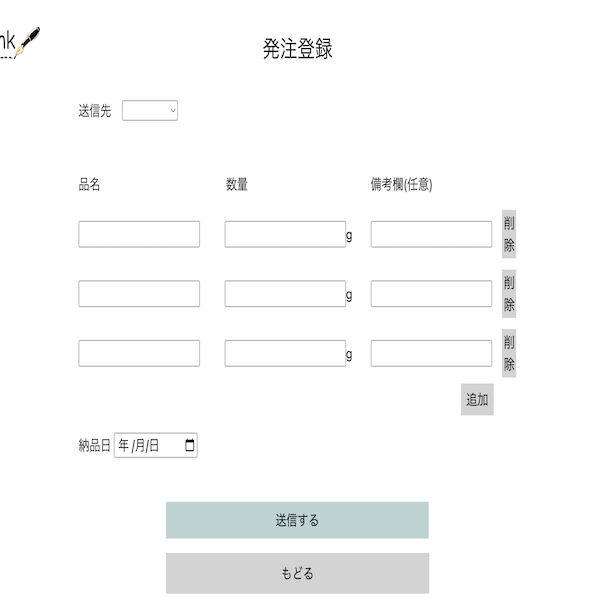 発注登録
送信先
品名 数量 備考欄(任意)
g 削除
g 削除
g 削除
追加
納品日 年 /月/日
送信する
もどる